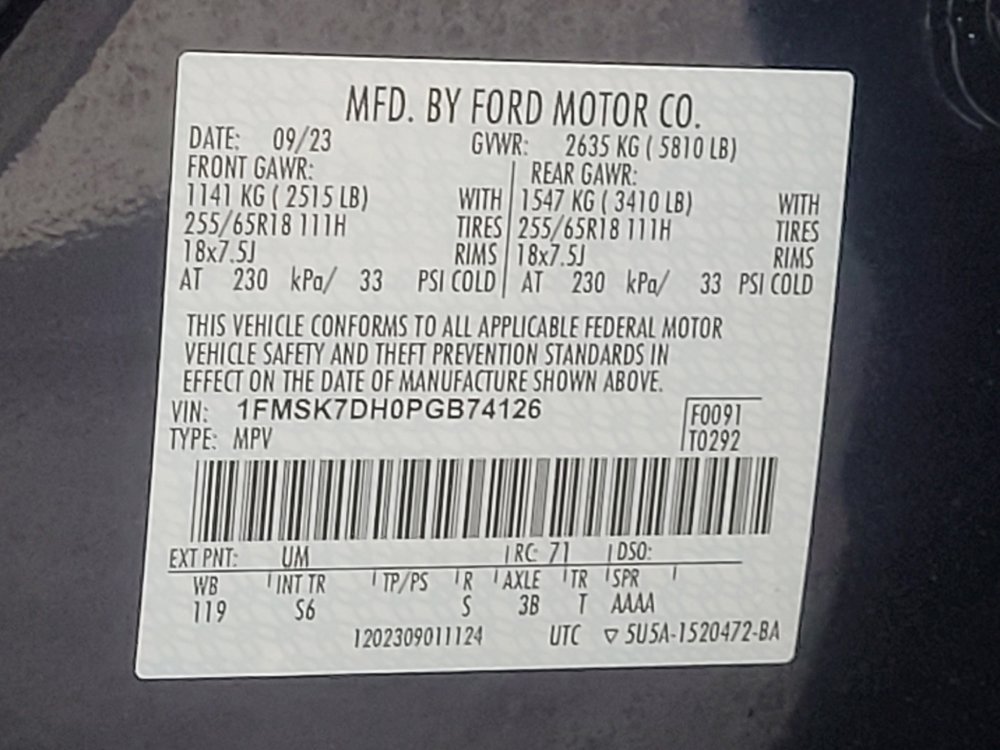 MFD. BY FORD MOTOR CO.
DATE: 09/23 GVWR: 2635 KG ( 5810 LB)
FRONT GAWR: REAR GAWR:
1141 KG ( 2515 LB) WITH 1547 KG ( 3410 LB) WITH
255/65R18 111H TIRES 255/65R18 111H TIRES
18x7.5J RIMS 18x7.5J RIMS
AT 230 kPa/ 33 PSI COLD AT 230 kPa/ 33 PSI COLD
THIS VEHICLE CONFORMS TO ALL APPLICABLE FEDERAL MOTOR
VEHICLE SAFETY AND THEFT PREVENTION STANDARDS IN
EFFECT ON THE DATE OF MANUFACTURE SHOWN ABOVE.
VIN: 1FMSK7DH0PGB74126 F0091
TYPE: MPV T0292
EXT PNT: UM RC: 71 DSO:
WB INT TR TP/PS R AXLE TR SPR
119 S6 S 3B T AAAA
1202309011124 UTC ▽ 5U5A-1520472-BA